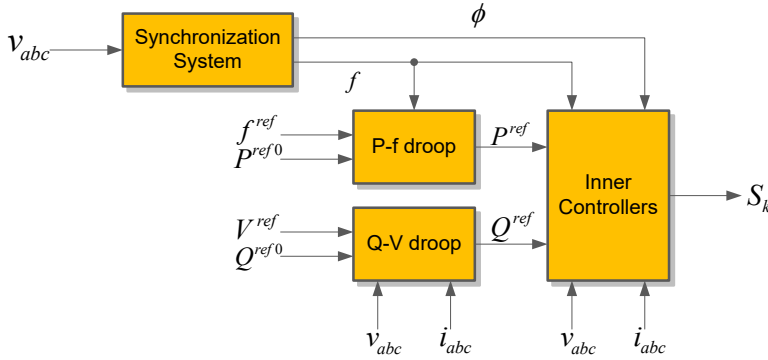 ϕ
v_abc
Synchronization
System
f
f^ref
P^ref0
P-f droop
P^ref
Inner
Controllers
S_k
V^ref
Q^ref0
Q-V droop
Q^ref
v_abc
i_abc
v_abc
i_abc